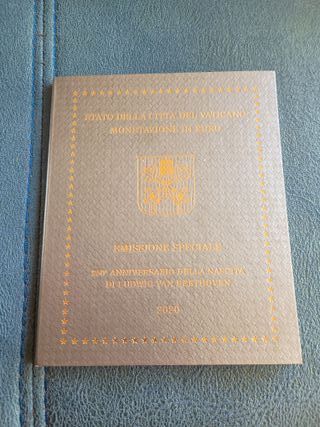 STATO DELLA CITTÀ DEL VATICANO
MONETAZIONE IN EURO
EMISSIONE SPECIALE
250° ANNIVERSARIO DELLA NASCITA
DI LUDWIG VAN BEETHOVEN
2020